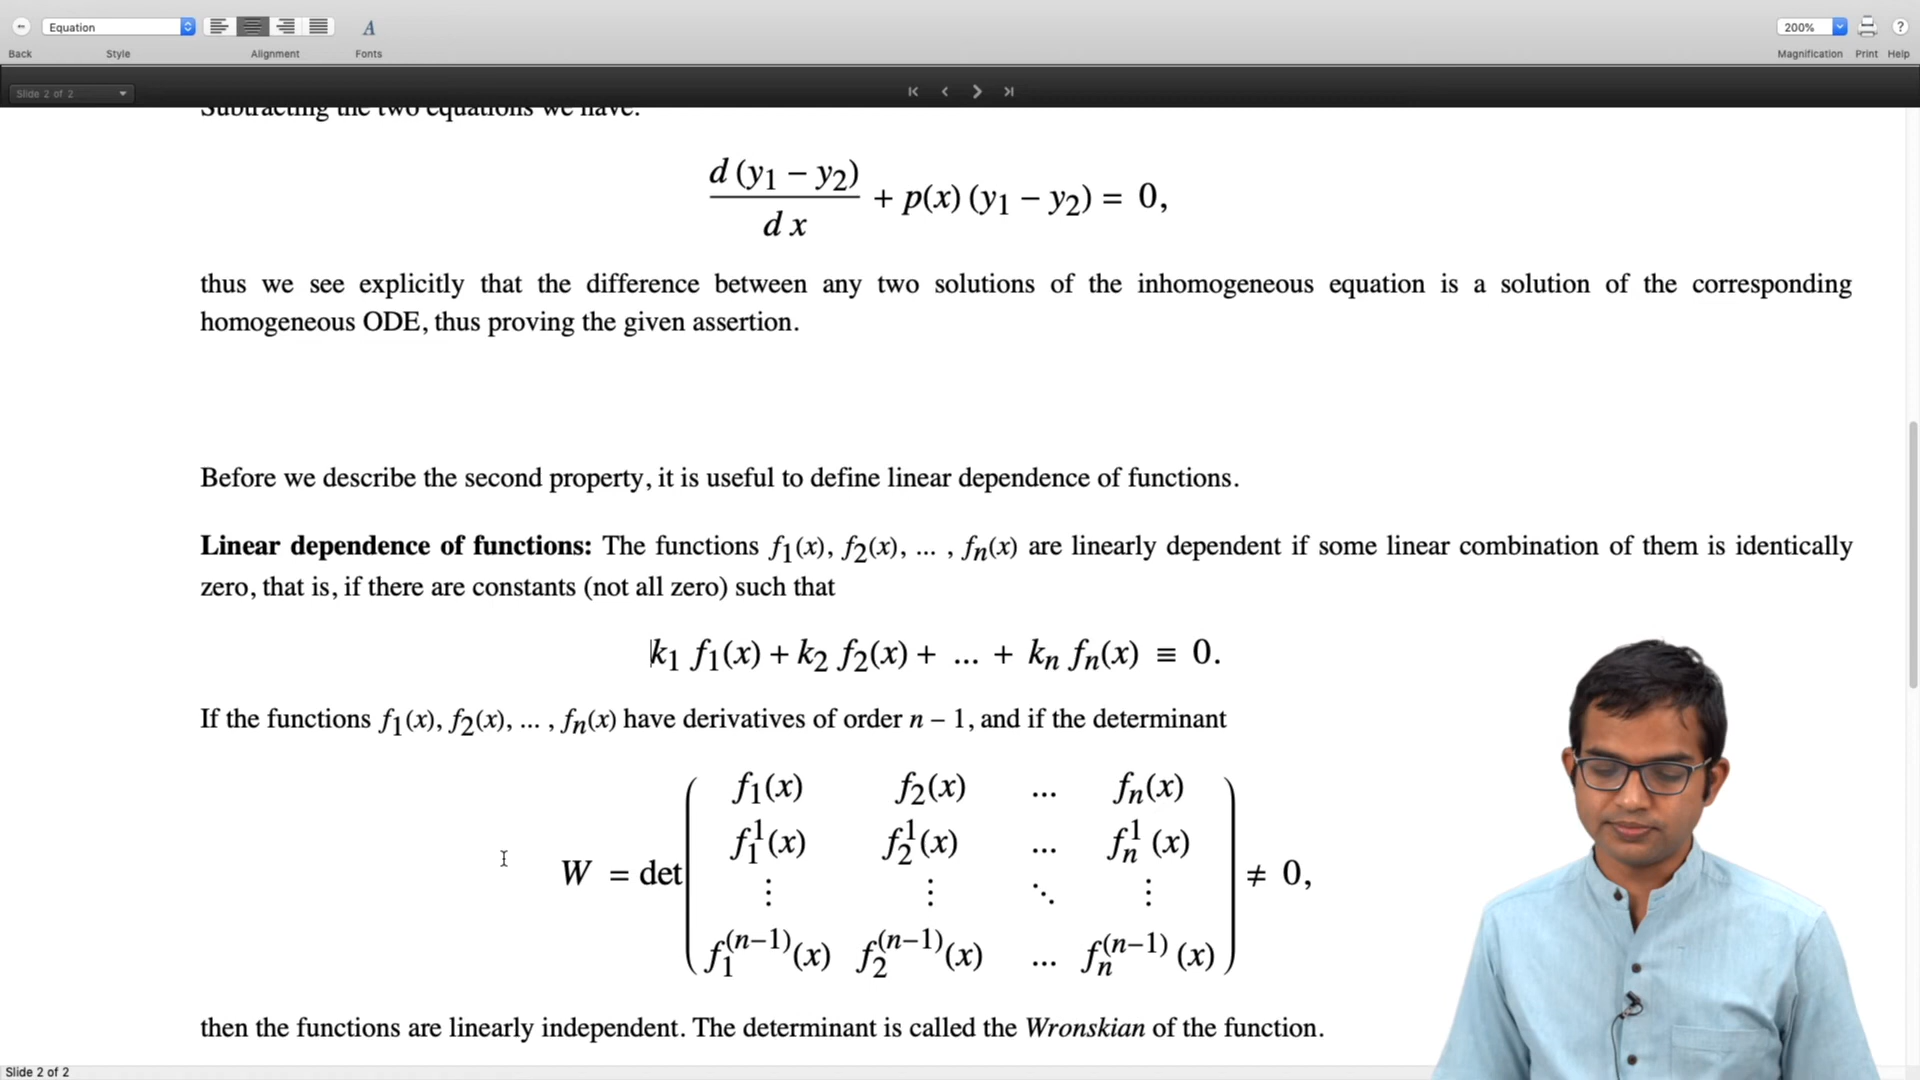 Equation
200%
Back Style Alignment Fonts Magnification Print Help
Slide 2 of 2
Subtracting the two equations we have:
d (y1 − y2)
d x
+ p(x) (y1 − y2) = 0,
thus we see explicitly that the difference between any two solutions of the inhomogeneous equation is a solution of the corresponding
homogeneous ODE, thus proving the given assertion.
Before we describe the second property, it is useful to define linear dependence of functions.
Linear dependence of functions: The functions f1(x), f2(x), ... , fn(x) are linearly dependent if some linear combination of them is identically
zero, that is, if there are constants (not all zero) such that
k1 f1(x) + k2 f2(x) + ... + kn fn(x) ≡ 0.
If the functions f1(x), f2(x), ... , fn(x) have derivatives of order n − 1, and if the determinant
f1(x) f2(x) ... fn(x)
f1^1(x) f2^1(x) ... fn^1 (x)
W = det ⋮ ⋮ ⋱ ⋮ ≠ 0,
f1^(n−1)(x) f2^(n−1)(x) ... fn^(n−1) (x)
then the functions are linearly independent. The determinant is called the Wronskian of the function.
Slide 2 of 2